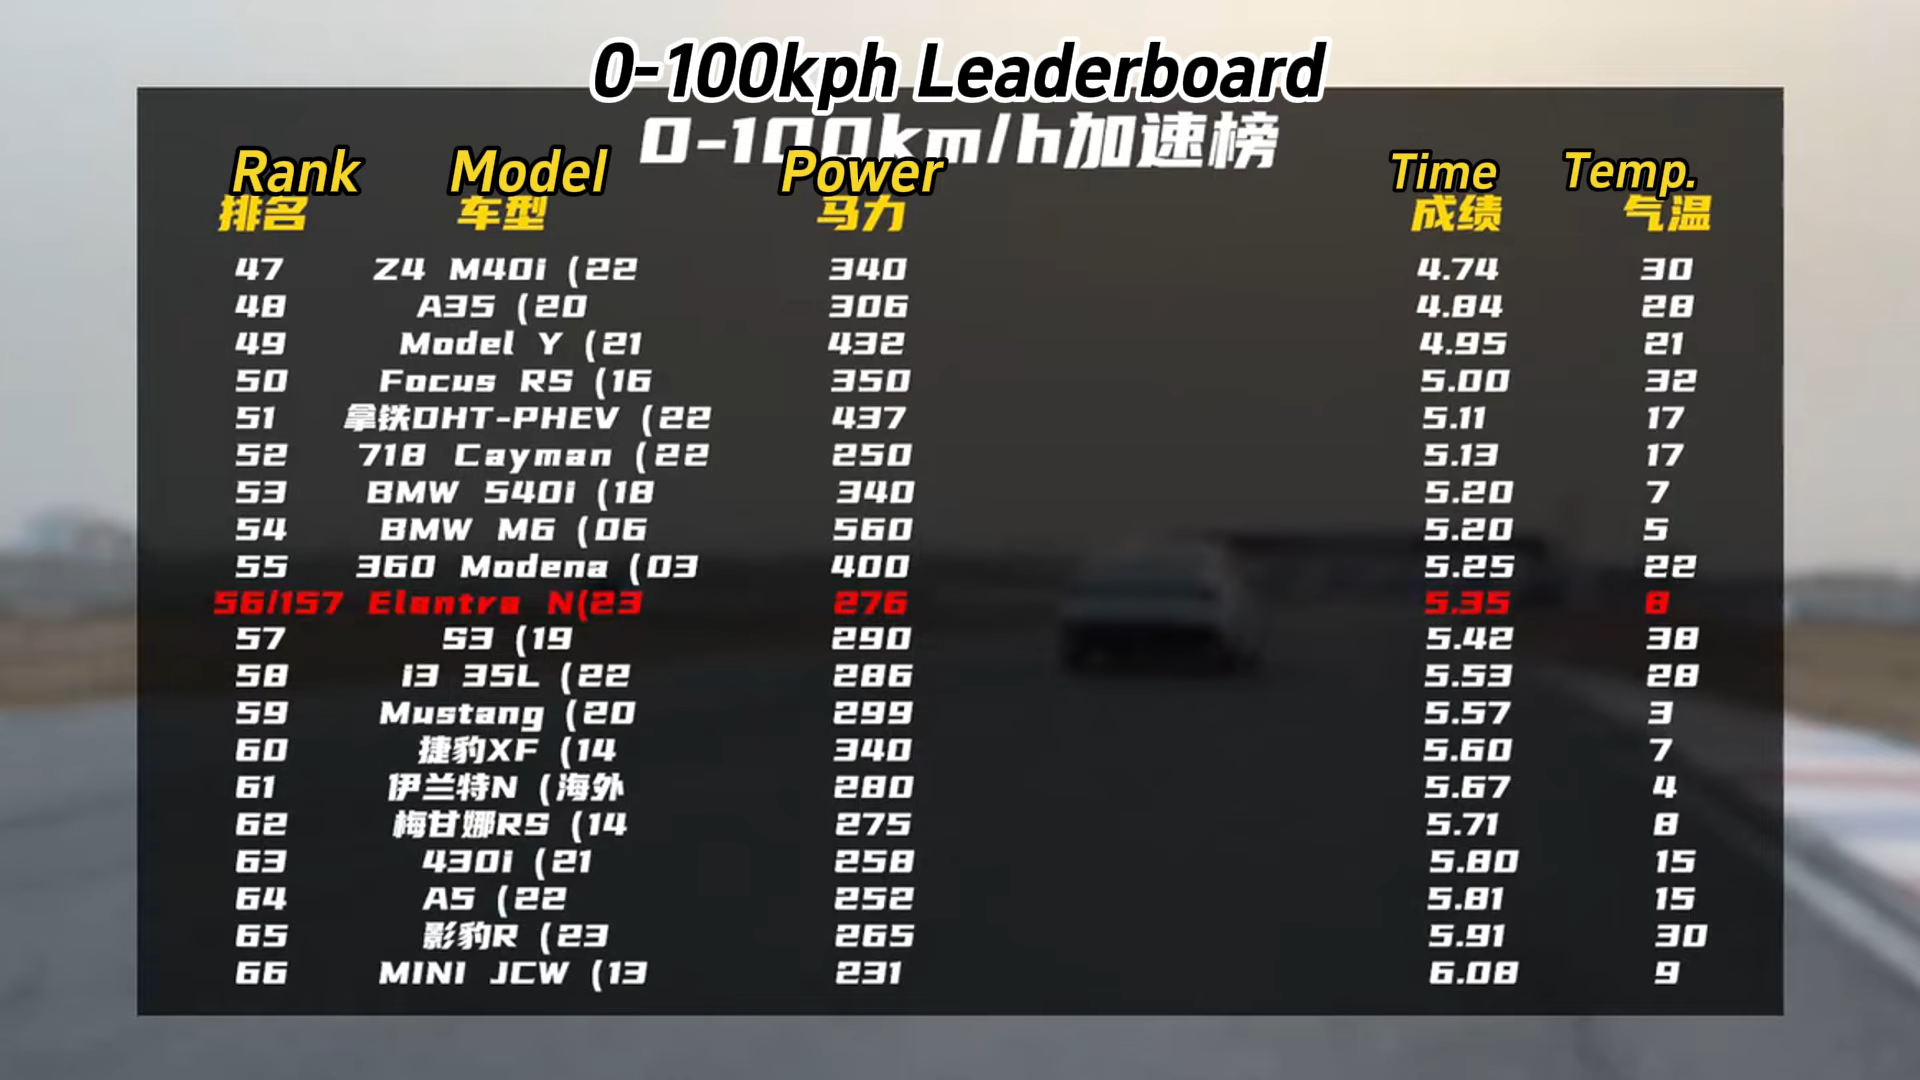 0-100kph Leaderboard
0-100km/h加速榜
Rank Model Power Time Temp.
排名 车型 马力 成绩 气温
47 Z4 M40i (22 340 4.74 30
48 A35 (20 306 4.84 28
49 Model Y (21 432 4.95 21
50 Focus RS (16 350 5.00 32
51 拿铁DHT-PHEV (22 437 5.11 17
52 718 Cayman (22 250 5.13 17
53 BMW 540i (18 340 5.20 7
54 BMW M6 (06 560 5.20 5
55 360 Modena (03 400 5.25 22
56/157 Elantra N(23 276 5.35 8
57 S3 (19 290 5.42 38
58 i3 35L (22 286 5.53 28
59 Mustang (20 299 5.57 3
60 捷豹XF (14 340 5.60 7
61 伊兰特N (海外 280 5.67 4
62 梅甘娜RS (14 275 5.71 8
63 430i (21 258 5.80 15
64 A5 (22 252 5.81 15
65 影豹R (23 265 5.91 30
66 MINI JCW (13 231 6.08 9